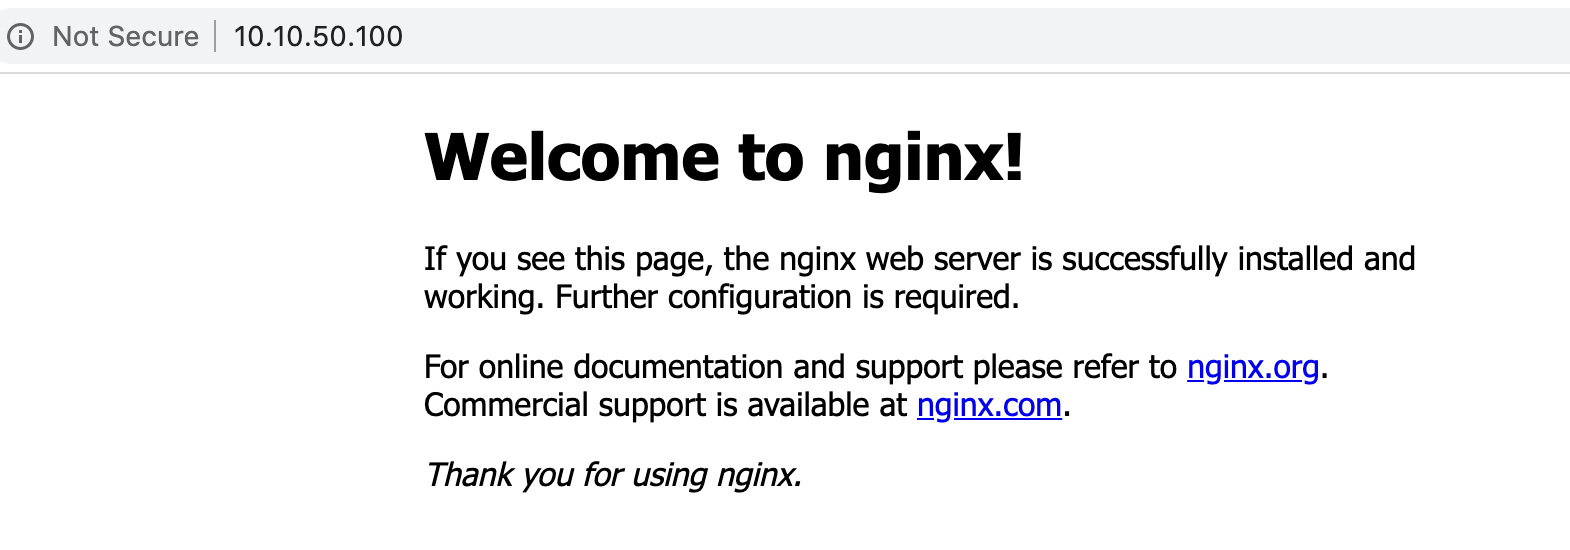 Not Secure 10.10.50.100
Welcome to nginx!
If you see this page, the nginx web server is successfully installed and
working. Further configuration is required.
For online documentation and support please refer to nginx.org.
Commercial support is available at nginx.com.
Thank you for using nginx.